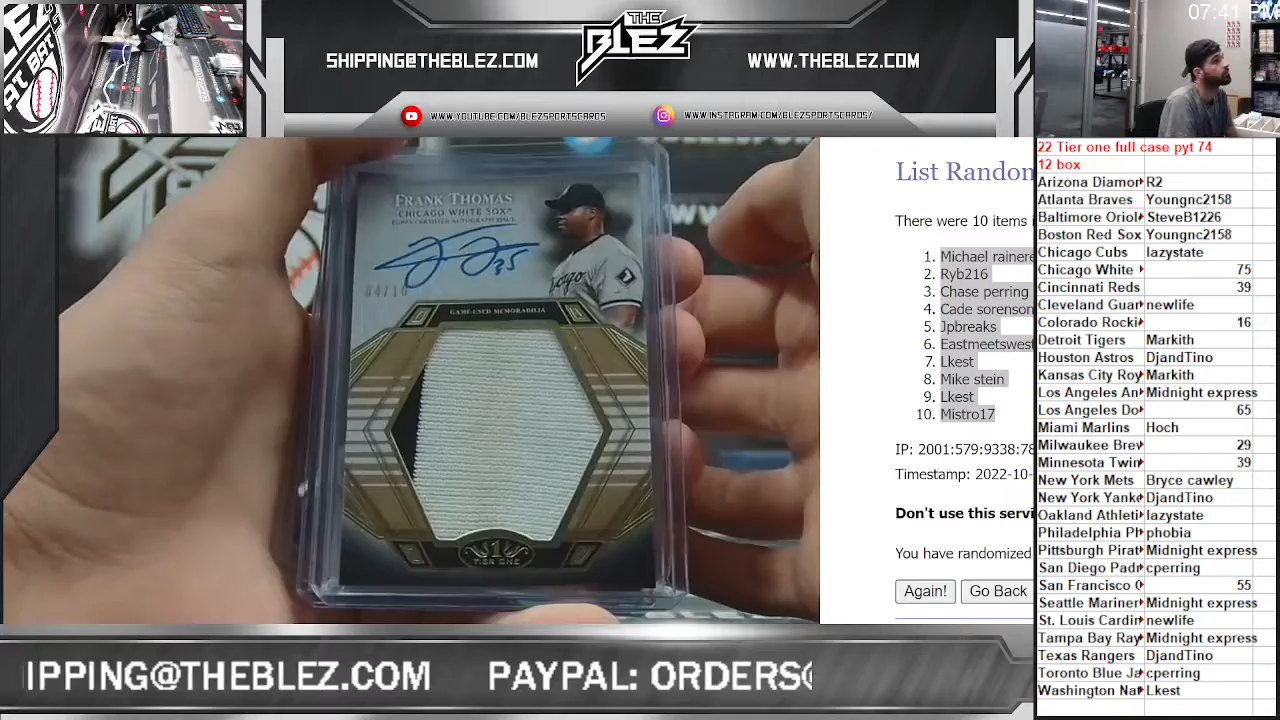 07:41 PM
THE
BLEZ
SHIPPING@THEBLEZ.COM
WWW.THEBLEZ.COM
WWW.YOUTUBE.COM/BLEZSPORTSCARDS
WWW.INSTAGRAM.COM/BLEZSPORTSCARDS/
FRANK THOMAS
CHICAGO WHITE SOX
TOPPS CERTIFIED AUTOGRAPH ISSUE
35
GAME-USED MEMORABILIA
1
TIER ONE
List Random
There were 10 items i
1. Michael rainere
2. Ryb216
3. Chase perring
4. Cade sorenson
5. Jpbreaks
6. Eastmeetswest
7. Lkest
8. Mike stein
9. Lkest
10. Mistro17
IP: 2001:579:9338:78
Timestamp: 2022-10-
Don't use this servi
You have randomized
Again! Go Back
22 Tier one full case pyt 74
12 box
Arizona Diamor R2
Atlanta Braves Youngnc2158
Baltimore Oriol SteveB1226
Boston Red Sox Youngnc2158
Chicago Cubs lazystate
Chicago White 75
Cincinnati Reds 39
Cleveland Guar newlife
Colorado Rocki 16
Detroit Tigers Markith
Houston Astros DjandTino
Kansas City Roy Markith
Los Angeles An Midnight express
Los Angeles Do 65
Miami Marlins Hoch
Milwaukee Brev 29
Minnesota Twin 39
New York Mets Bryce cawley
New York Yanke DjandTino
Oakland Athleti lazystate
Philadelphia Pl phobia
Pittsburgh Pirat Midnight express
San Diego Padr cperring
San Francisco G 55
Seattle Mariner Midnight express
St. Louis Cardin newlife
Tampa Bay Ray Midnight express
Texas Rangers DjandTino
Toronto Blue Ja cperring
Washington Nat Lkest
IPPING@THEBLEZ.COM PAYPAL: ORDERS@